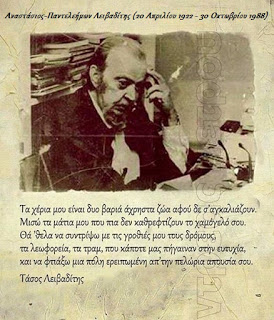 Αναστάσιος-Παντελεήμων Λειβαδίτης (20 Απριλίου 1922 - 30 Οκτωβρίου 1988)
Τα χέρια μου είναι δυο βαριά άχρηστα ζώα αφού δε σ'αγκαλιάζουν.
Μισώ τα μάτια μου που πια δεν καθρεφτίζουν το χαμόγελό σου.
Θά 'θελα να συντρίψω με τις γροθιές μου τους δρόμους,
τα λεωφορεία, τα τραμ, που κάποτε μας πήγαιναν στην ευτυχία,
και να φτιάξω μια πόλη ερειπωμένη απ'την πελώρια απουσία σου.
Τάσος Λειβαδίτης